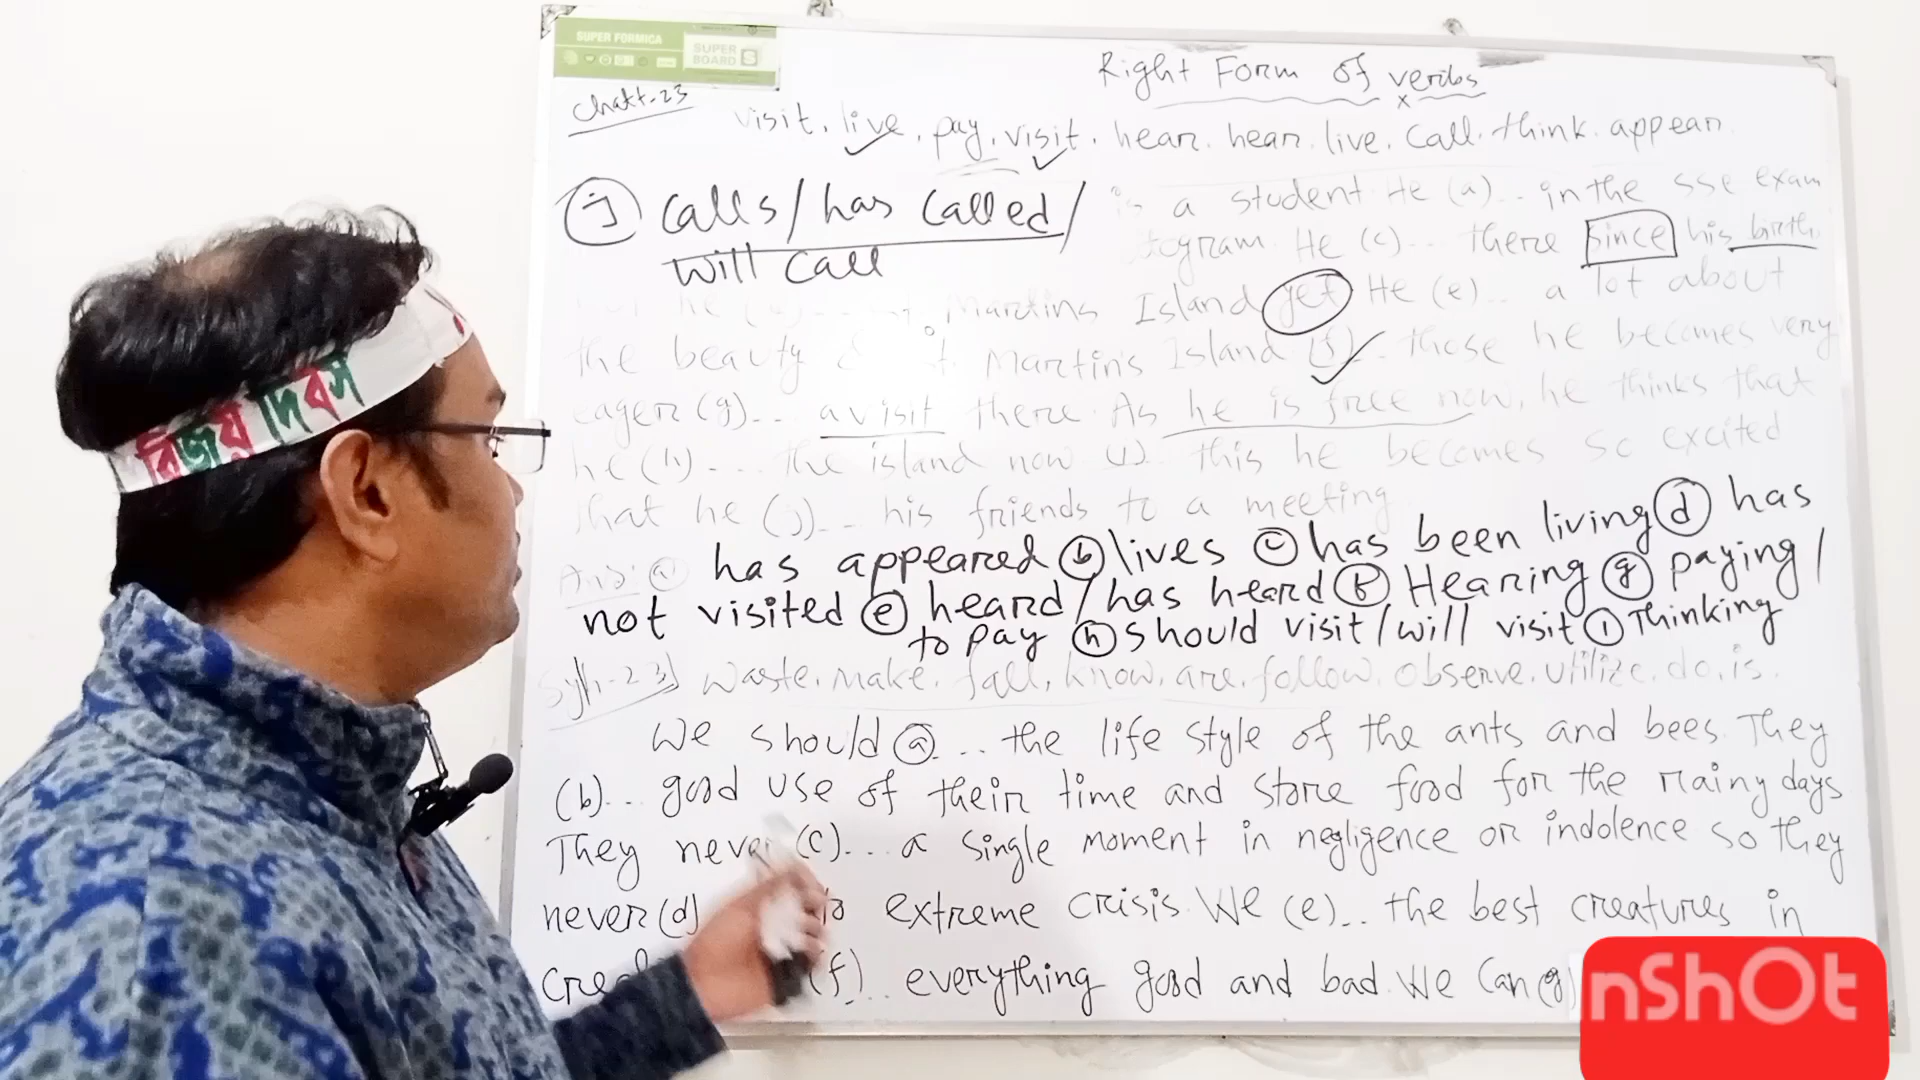 SUPER FORMICA
SUPER BOARD S
Right Form of verbs
Chatt-23
visit, live, pay, visit, hear, hear, live, call, think, appear
j calls/has called/
will call
is a student. He (a)... in the SSC exam
He (c)... there since his birth
Martins Island yet He (e)... a lot about
the beauty Martin's Island (f)... these he becomes very
eager (g)... a visit there. As he is free now, he thinks that
he (h)... the island now (i) this he becomes so excited
that he (j)... his friends to a meeting
Ans: (a) has appeared (b) lives (c) has been living (d) has
not visited (e) heard/has heard (f) Hearing (g) paying/
to pay (h) should visit/will visit (i) Thinking
Syl-23 waste, make, fall, know, are, follow, observe, utilize, do, is.
We should (a)... the life style of the ants and bees. They
(b)... good use of their time and store food for the rainy days
They never (c)... a single moment in negligence or indolence so they
never (d) extreme crisis. We (e)... the best creatures in
(f)... everything good and bad. We can (g)
বিজয় দিবস
nShOt